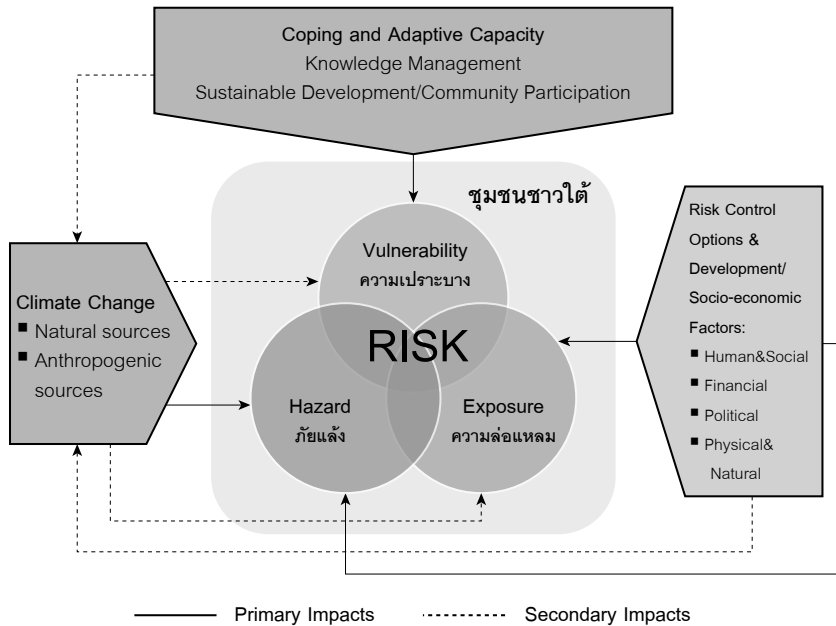 Coping and Adaptive Capacity
Knowledge Management
Sustainable Development/Community Participation
ชุมชนชาวใต้
Vulnerability
ความเปราะบาง
Climate Change
■ Natural sources
■ Anthropogenic
sources
RISK
Hazard
ภัยแล้ง
Exposure
ความล่อแหลม
Risk Control
Options &
Development/
Socio-economic
Factors:
■ Human&Social
■ Financial
■ Political
■ Physical&
Natural
Primary Impacts
Secondary Impacts